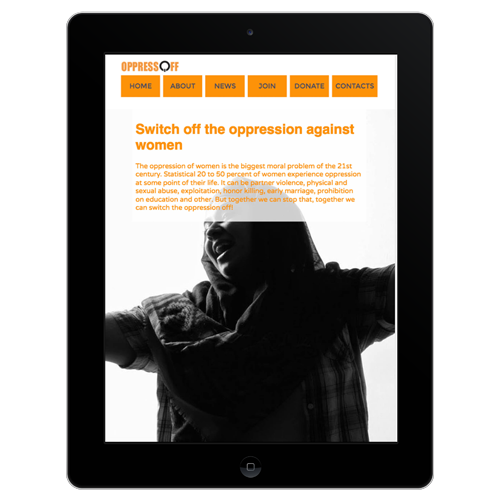 OPPRESSOFF
HOME ABOUT NEWS JOIN DONATE CONTACTS
Switch off the oppression against
women
The oppression of women is the biggest moral problem of the 21st
century. Statistical 20 to 50 percent of women experience oppression
at some point of their life. It can be partner violence, physical and
sexual abuse, exploitation, honor killing, early marriage, prohibition
on education and other. But together we can stop that, together we
can switch the oppression off!